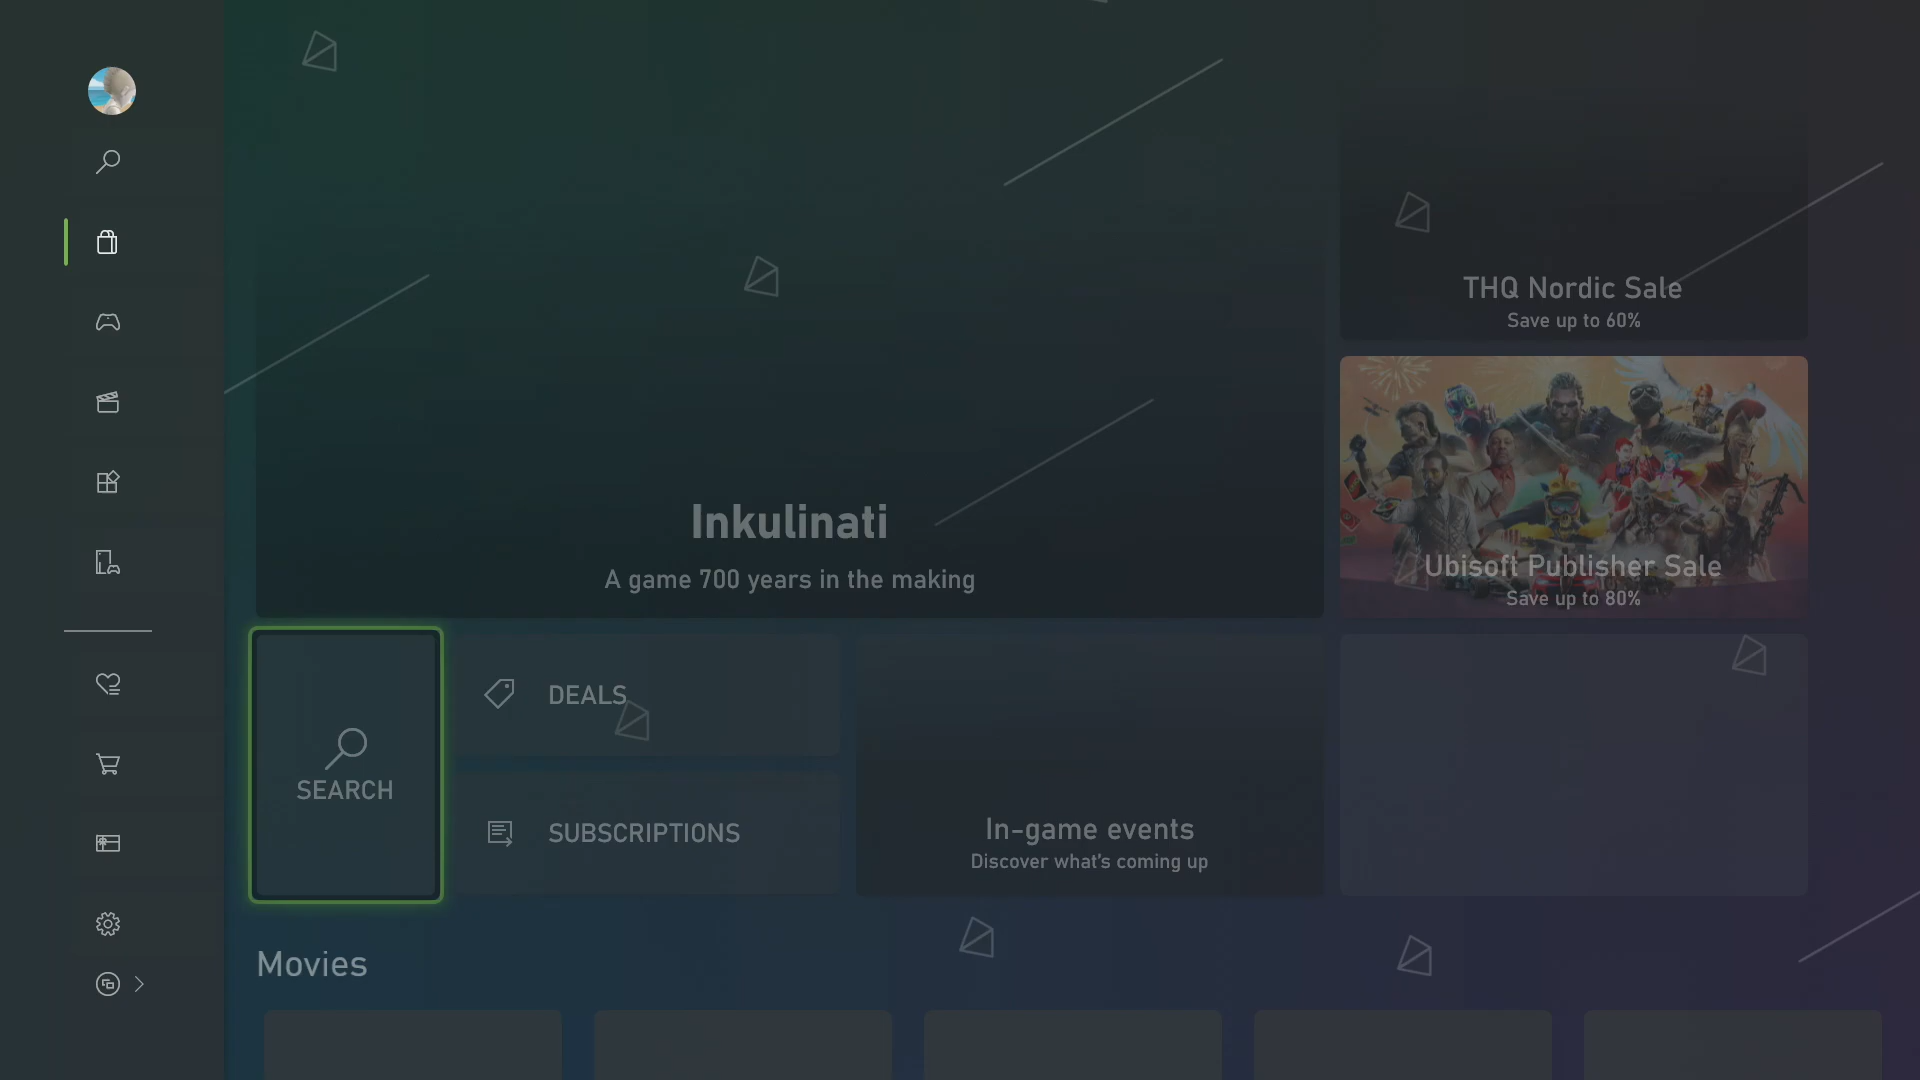 THQ Nordic Sale
Save up to 60%
Inkulinati
A game 700 years in the making
Ubisoft Publisher Sale
Save up to 80%
SEARCH
DEALS
SUBSCRIPTIONS
In-game events
Discover what's coming up
Movies